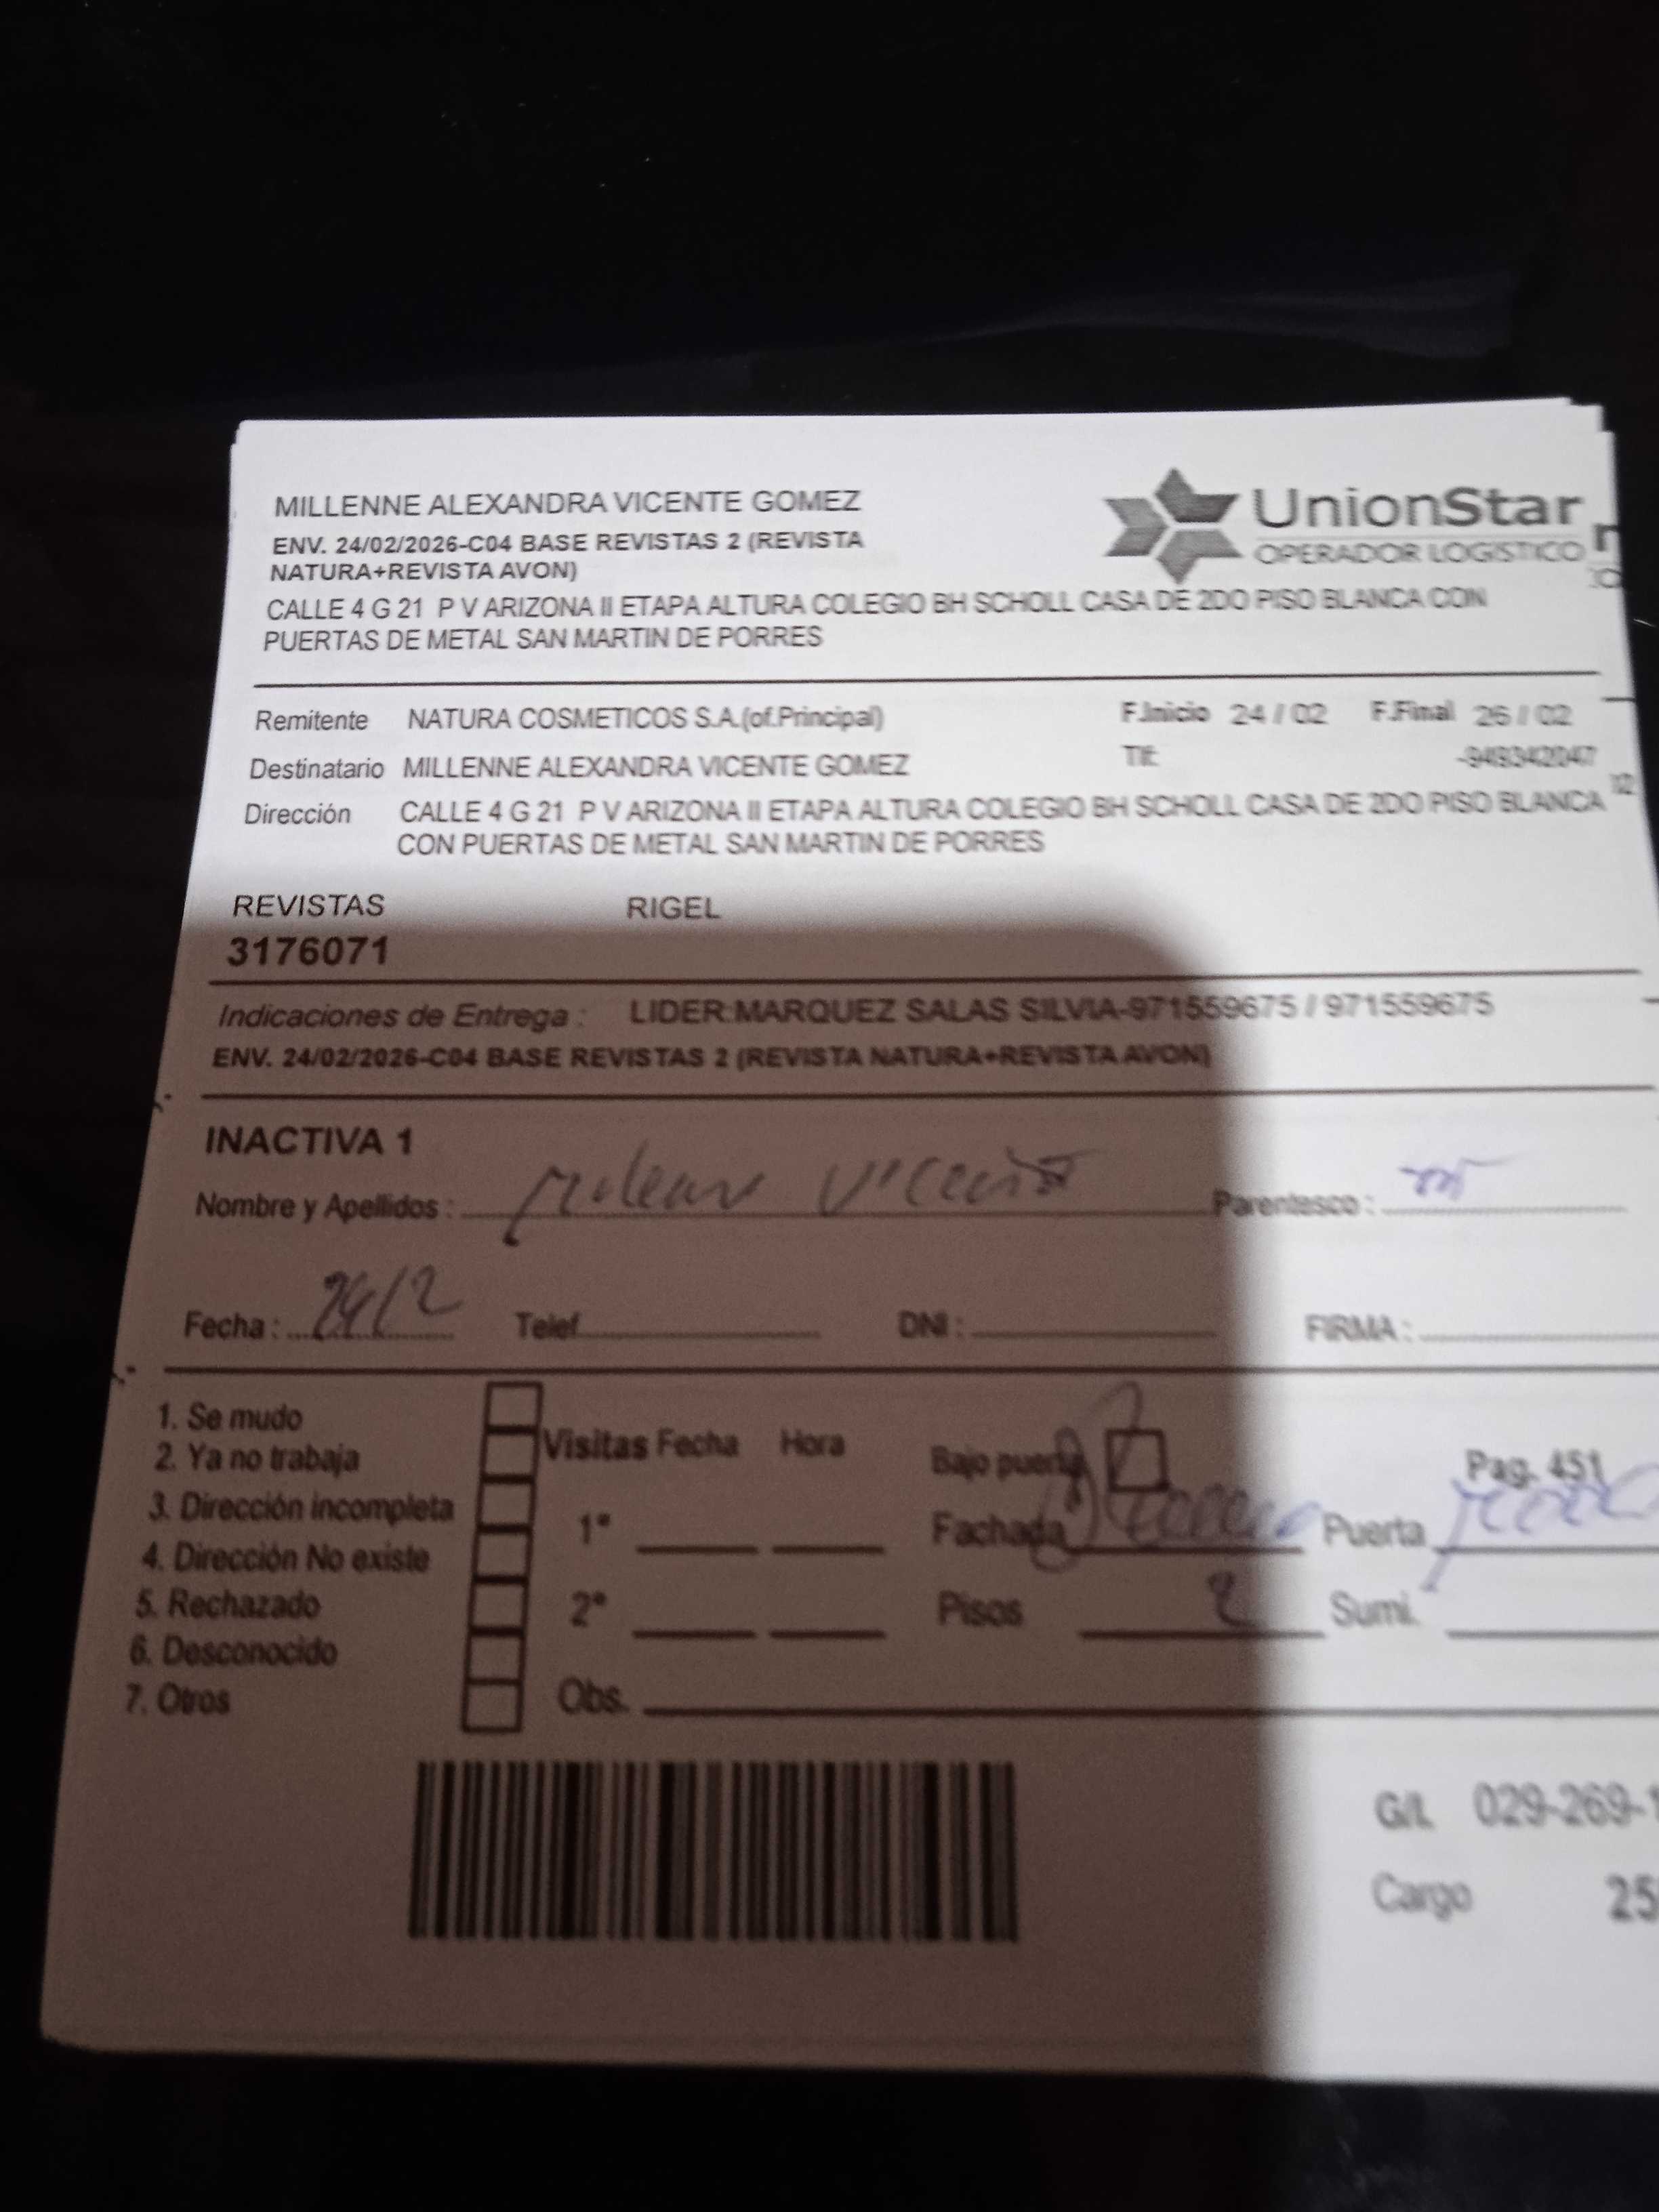 MILLENNE ALEXANDRA VICENTE GOMEZ
UnionStar
OPERADOR LOGISTICO
ENV. 24/02/2026-C04 BASE REVISTAS 2 (REVISTA
NATURA+REVISTA AVON)
CALLE 4 G 21 P V ARIZONA II ETAPA ALTURA COLEGIO BH SCHOLL CASA DE 2DO PISO BLANCA CON
PUERTAS DE METAL SAN MARTIN DE PORRES
Remitente NATURA COSMETICOS S.A.(of.Principal) F.Inicio 24 / 02 F.Final 26 / 02
Destinatario MILLENNE ALEXANDRA VICENTE GOMEZ Tlf: -949342047
Dirección CALLE 4 G 21 P V ARIZONA II ETAPA ALTURA COLEGIO BH SCHOLL CASA DE 2DO PISO BLANCA
CON PUERTAS DE METAL SAN MARTIN DE PORRES
REVISTAS RIGEL
3176071
Indicaciones de Entrega : LIDER:MARQUEZ SALAS SILVIA-971559675 / 971559675
ENV. 24/02/2026-C04 BASE REVISTAS 2 (REVISTA NATURA+REVISTA AVON)
INACTIVA 1
Nombre y Apellidos : Parentesco :
Fecha : 24/2 Telef. DNI : FIRMA :
1. Se mudo
2. Ya no trabaja
3. Dirección incompleta
4. Dirección No existe
5. Rechazado
6. Desconocido
7. Otros
Visitas Fecha Hora
1°
2°
Obs.
Bajo puerta Pag. 451
Fachada Puerta
Pisos 2 Sumi.
G/L 029-269-1
Cargo 25